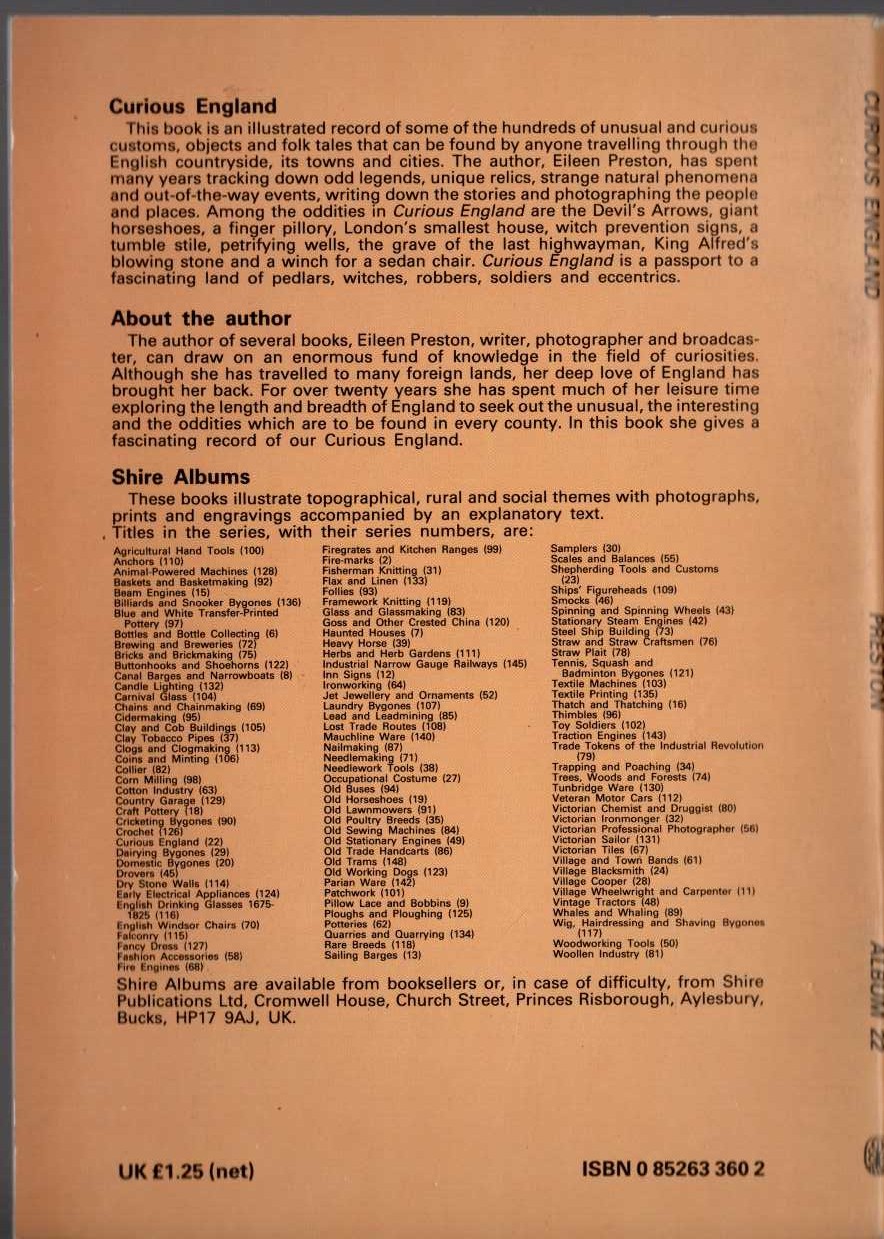 Curious England
This book is an illustrated record of some of the hundreds of unusual and curious
customs, objects and folk tales that can be found by anyone travelling through the
English countryside, its towns and cities. The author, Eileen Preston, has spent
many years tracking down odd legends, unique relics, strange natural phenomena
and out-of-the-way events, writing down the stories and photographing the people
and places. Among the oddities in Curious England are the Devil's Arrows, giant
horseshoes, a finger pillory, London's smallest house, witch prevention signs, a
tumble stile, petrifying wells, the grave of the last highwayman, King Alfred's
blowing stone and a winch for a sedan chair. Curious England is a passport to a
fascinating land of pedlars, witches, robbers, soldiers and eccentrics.
About the author
The author of several books, Eileen Preston, writer, photographer and broadcas-
ter, can draw on an enormous fund of knowledge in the field of curiosities.
Although she has travelled to many foreign lands, her deep love of England has
brought her back. For over twenty years she has spent much of her leisure time
exploring the length and breadth of England to seek out the unusual, the interesting
and the oddities which are to be found in every county. In this book she gives a
fascinating record of our Curious England.
Shire Albums
These books illustrate topographical, rural and social themes with photographs,
prints and engravings accompanied by an explanatory text.
Titles in the series, with their series numbers, are:
Agricultural Hand Tools (100)
Anchors (110)
Animal-Powered Machines (128)
Baskets and Basketmaking (92)
Beam Engines (15)
Billiards and Snooker Bygones (136)
Blue and White Transfer-Printed
Pottery (97)
Bottles and Bottle Collecting (6)
Brewing and Breweries (72)
Bricks and Brickmaking (75)
Buttonhooks and Shoehorns (122)
Canal Barges and Narrowboats (8)
Candle Lighting (132)
Carnival Glass (104)
Chains and Chainmaking (69)
Cidermaking (95)
Clay and Cob Buildings (105)
Clay Tobacco Pipes (37)
Clogs and Clogmaking (113)
Coins and Minting (106)
Collier (82)
Corn Milling (98)
Cotton Industry (63)
Country Garage (129)
Craft Pottery (18)
Cricketing Bygones (90)
Crochet (126)
Curious England (22)
Dairying Bygones (29)
Domestic Bygones (20)
Drovers (45)
Dry Stone Walls (114)
Early Electrical Appliances (124)
English Drinking Glasses 1675-
1825 (116)
English Windsor Chairs (70)
Falconry (115)
Fancy Dress (127)
Fashion Accessories (58)
Fire Engines (68)
Firegrates and Kitchen Ranges (99)
Fire-marks (2)
Fisherman Knitting (31)
Flax and Linen (133)
Follies (93)
Framework Knitting (119)
Glass and Glassmaking (83)
Goss and Other Crested China (120)
Haunted Houses (7)
Heavy Horse (39)
Herbs and Herb Gardens (111)
Industrial Narrow Gauge Railways (145)
Inn Signs (12)
Ironworking (64)
Jet Jewellery and Ornaments (52)
Laundry Bygones (107)
Lead and Leadmining (85)
Lost Trade Routes (108)
Mauchline Ware (140)
Nailmaking (87)
Needlemaking (71)
Needlework Tools (38)
Occupational Costume (27)
Old Buses (94)
Old Horseshoes (19)
Old Lawnmowers (91)
Old Poultry Breeds (35)
Old Sewing Machines (84)
Old Stationary Engines (49)
Old Trade Handcarts (86)
Old Trams (148)
Old Working Dogs (123)
Parian Ware (142)
Patchwork (101)
Pillow Lace and Bobbins (9)
Ploughs and Ploughing (125)
Potteries (62)
Quarries and Quarrying (134)
Rare Breeds (118)
Sailing Barges (13)
Samplers (30)
Scales and Balances (55)
Shepherding Tools and Customs
(23)
Ships' Figureheads (109)
Smocks (46)
Spinning and Spinning Wheels (43)
Stationary Steam Engines (42)
Steel Ship Building (73)
Straw and Straw Craftsmen (76)
Straw Plait (78)
Tennis, Squash and
Badminton Bygones (121)
Textile Machines (103)
Textile Printing (135)
Thatch and Thatching (16)
Thimbles (96)
Toy Soldiers (102)
Traction Engines (143)
Trade Tokens of the Industrial Revolution
(79)
Trapping and Poaching (34)
Trees, Woods and Forests (74)
Tunbridge Ware (130)
Veteran Motor Cars (112)
Victorian Chemist and Druggist (80)
Victorian Ironmonger (32)
Victorian Professional Photographer (56)
Victorian Sailor (131)
Victorian Tiles (67)
Village and Town Bands (61)
Village Blacksmith (24)
Village Cooper (28)
Village Wheelwright and Carpenter (11)
Vintage Tractors (48)
Whales and Whaling (89)
Wig, Hairdressing and Shaving Bygones
(117)
Woodworking Tools (50)
Woollen Industry (81)
Shire Albums are available from booksellers or, in case of difficulty, from Shire
Publications Ltd, Cromwell House, Church Street, Princes Risborough, Aylesbury,
Bucks, HP17 9AJ, UK.
UK £1.25 (net)
ISBN 0 85263 360 2
CURIOUS ENGLAND
PRESTON
ALBUM 22